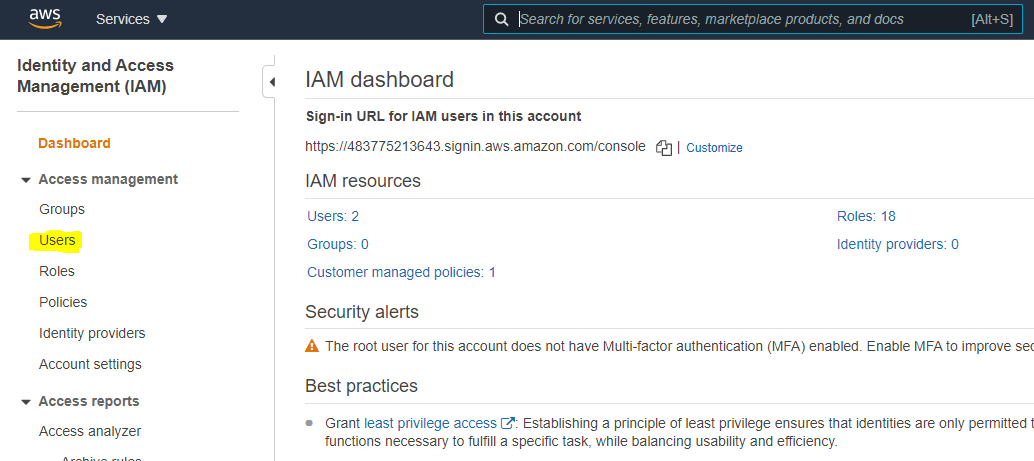 aws Services Search for services, features, marketplace products, and docs [Alt+S]
Identity and Access
Management (IAM)
Dashboard
Access management
Groups
Users
Roles
Policies
Identity providers
Account settings
Access reports
Access analyzer
Archive rules
IAM dashboard
Sign-in URL for IAM users in this account
https://483775213643.signin.aws.amazon.com/console | Customize
IAM resources
Users: 2 Roles: 18
Groups: 0 Identity providers: 0
Customer managed policies: 1
Security alerts
The root user for this account does not have Multi-factor authentication (MFA) enabled. Enable MFA to improve sec
Best practices
Grant least privilege access : Establishing a principle of least privilege ensures that identities are only permitted t
functions necessary to fulfill a specific task, while balancing usability and efficiency.